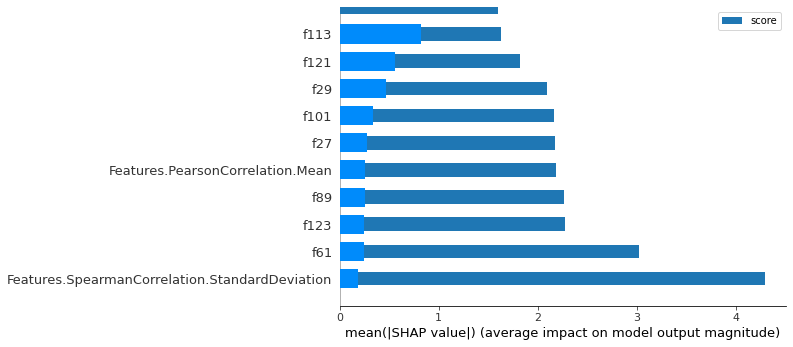 score
f113
f121
f29
f101
f27
Features.PearsonCorrelation.Mean
f89
f123
f61
Features.SpearmanCorrelation.StandardDeviation
0 1 2 3 4
mean(|SHAP value|) (average impact on model output magnitude)